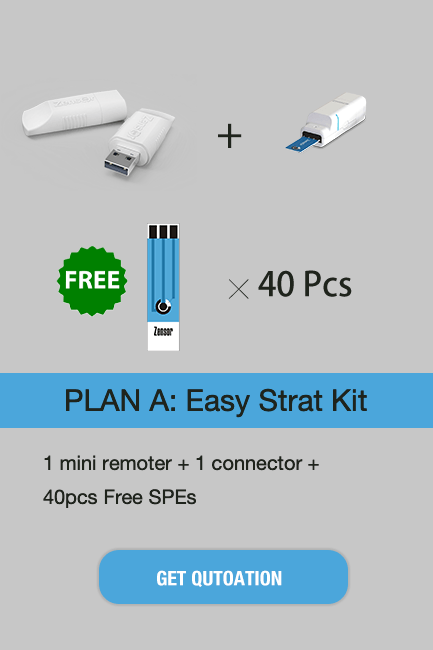 +
FREE
× 40 Pcs
Zensor
PLAN A: Easy Strat Kit
1 mini remoter + 1 connector +
40pcs Free SPEs
GET QUTOATION